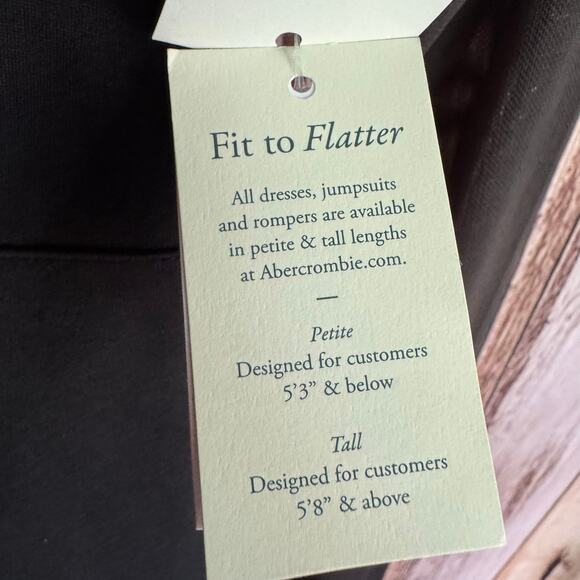 Fit to Flatter
All dresses, jumpsuits
and rompers are available
in petite & tall lengths
at Abercrombie.com.
—
Petite
Designed for customers
5’3” & below
Tall
Designed for customers
5’8” & above